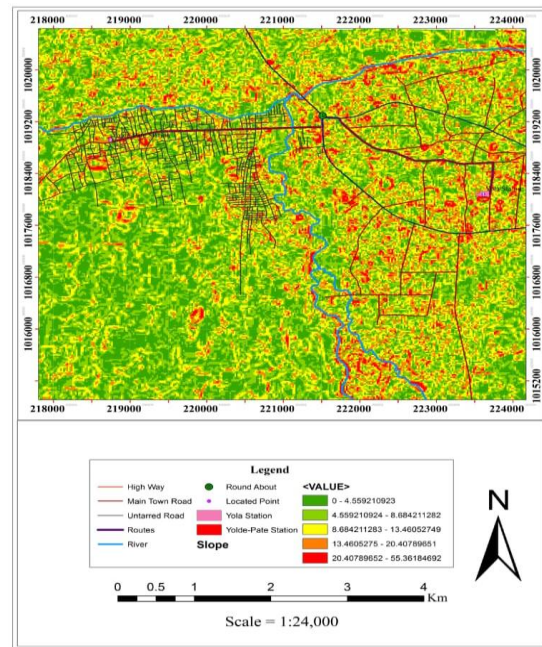 218000 219000 220000 221000 222000 223000 224000
1020000 1020000
1019200 1019200
1018400 1018400
1017600 1017600
1016800 1016800
1016000 1016000
1015200
218000 219000 220000 221000 222000 223000 224000
Legend
High Way
Main Town Road
Untarred Road
Routes
River
Round About
Located Point
Yola Station
Yolde-Pate Station
Slope
<VALUE>
0 - 4.559210923
4.559210924 - 8.684211282
8.684211283 - 13.46052749
13.4605275 - 20.40789651
20.40789652 - 55.36184692
N
0 0.5 1 2 3 4
Km
Scale = 1:24,000